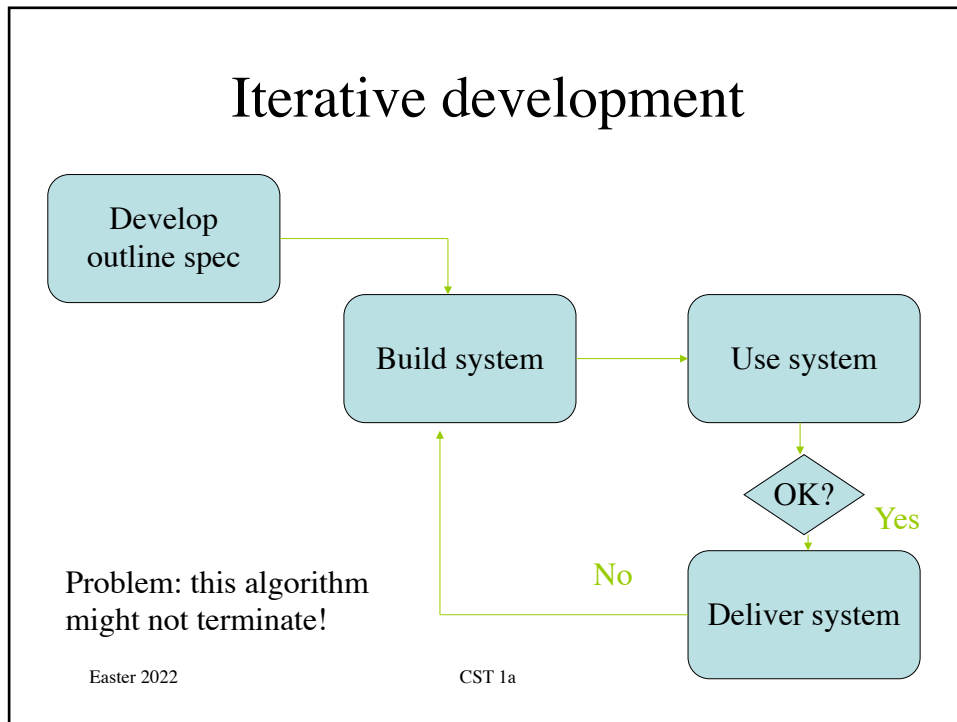 Iterative development
Develop
outline spec
Build system
Use system
OK?
Yes
No
Deliver system
Problem: this algorithm
might not terminate!
Easter 2022
CST 1a